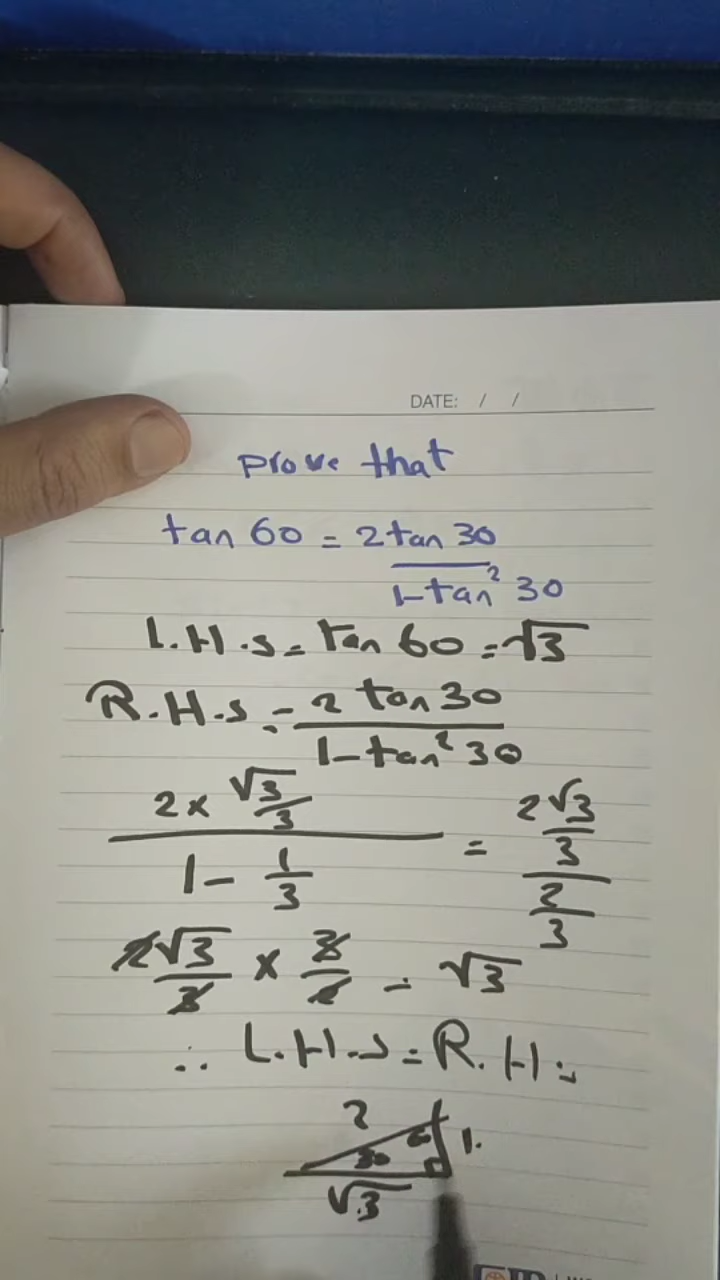 DATE: / /
prove that
tan 60 = 2 tan 30
1-tan² 30
L.H.S = tan 60 = √3
R.H.S = 2 tan 30
1-tan² 30
2 × √3/3 = 2√3/3
1 - 1/3 2/3
2√3/3 × 3/2 = √3
∴ L.H.S = R.H.S
2
30 60 1
√3